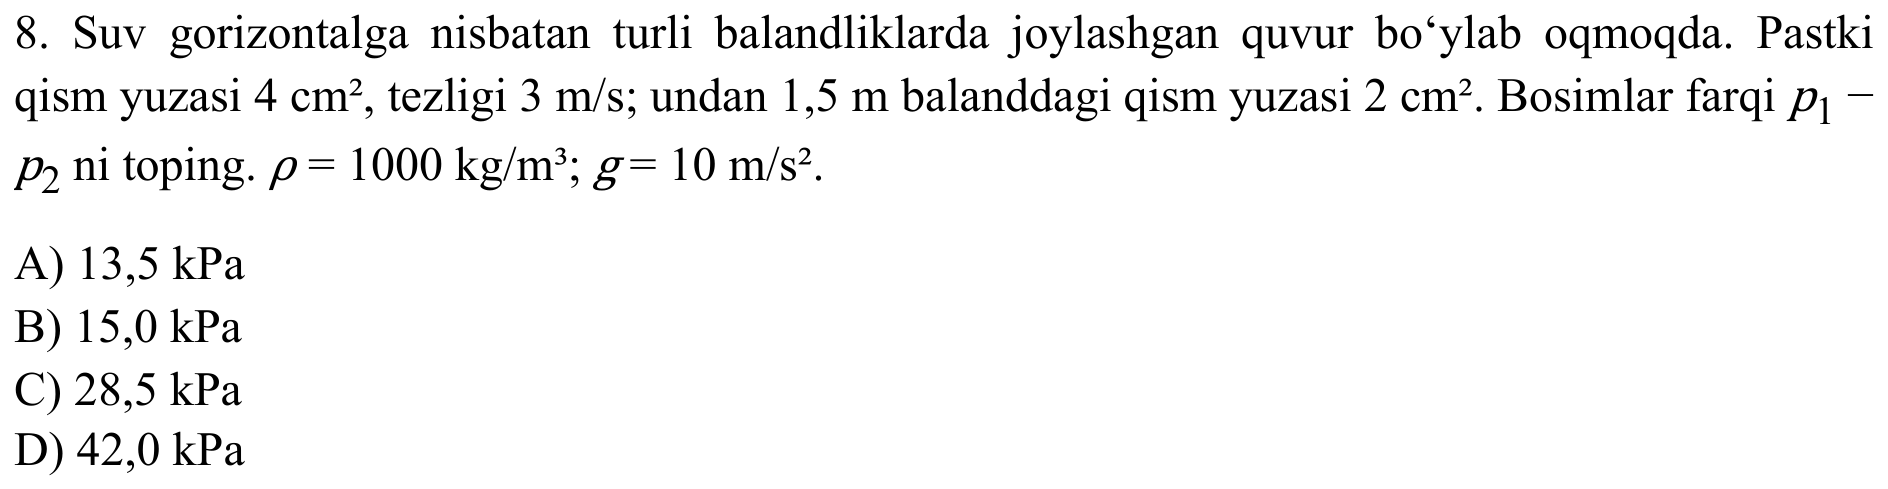 8. Suv gorizontalga nisbatan turli balandliklarda joylashgan quvur bo‘ylab oqmoqda. Pastki
qism yuzasi 4 cm², tezligi 3 m/s; undan 1,5 m balanddagi qism yuzasi 2 cm². Bosimlar farqi p₁ −
p₂ ni toping. ρ = 1000 kg/m³; g = 10 m/s².
A) 13,5 kPa
B) 15,0 kPa
C) 28,5 kPa
D) 42,0 kPa